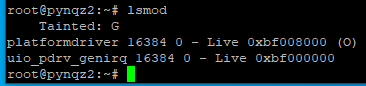 root@pynqz2:~# lsmod
    Tainted: G
platformdriver 16384 0 - Live 0xbf008000 (O)
uio_pdrv_genirq 16384 0 - Live 0xbf000000
root@pynqz2:~#